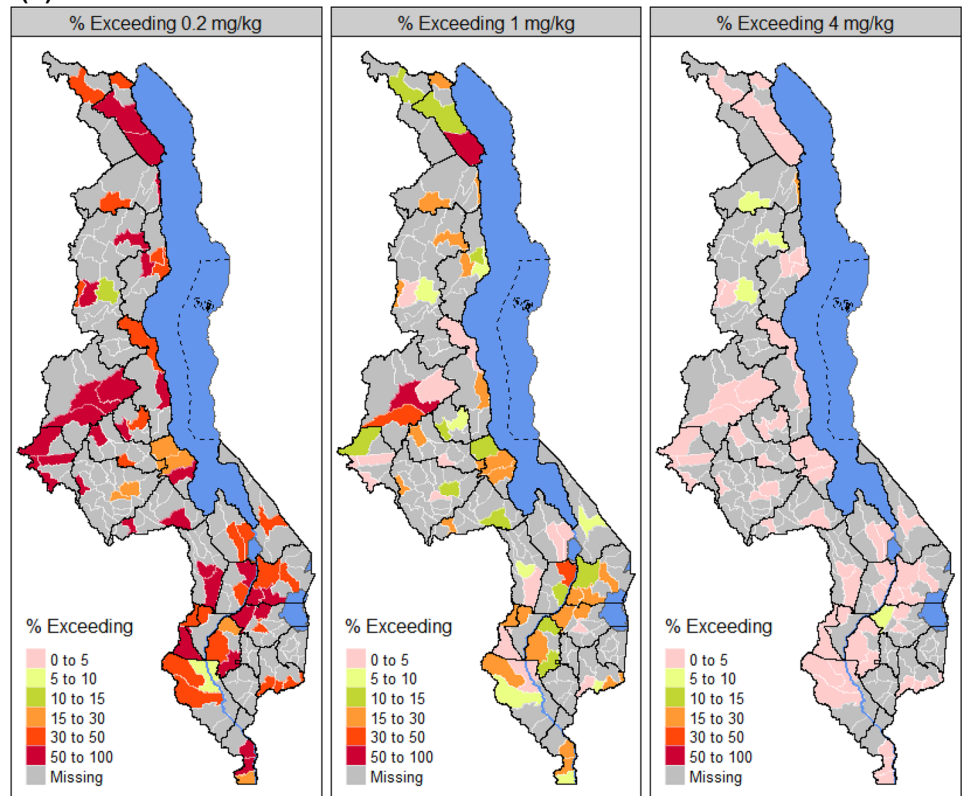 % Exceeding 0.2 mg/kg
% Exceeding 1 mg/kg
% Exceeding 4 mg/kg
% Exceeding
0 to 5
5 to 10
10 to 15
15 to 30
30 to 50
50 to 100
Missing
% Exceeding
0 to 5
5 to 10
10 to 15
15 to 30
30 to 50
50 to 100
Missing
% Exceeding
0 to 5
5 to 10
10 to 15
15 to 30
30 to 50
50 to 100
Missing